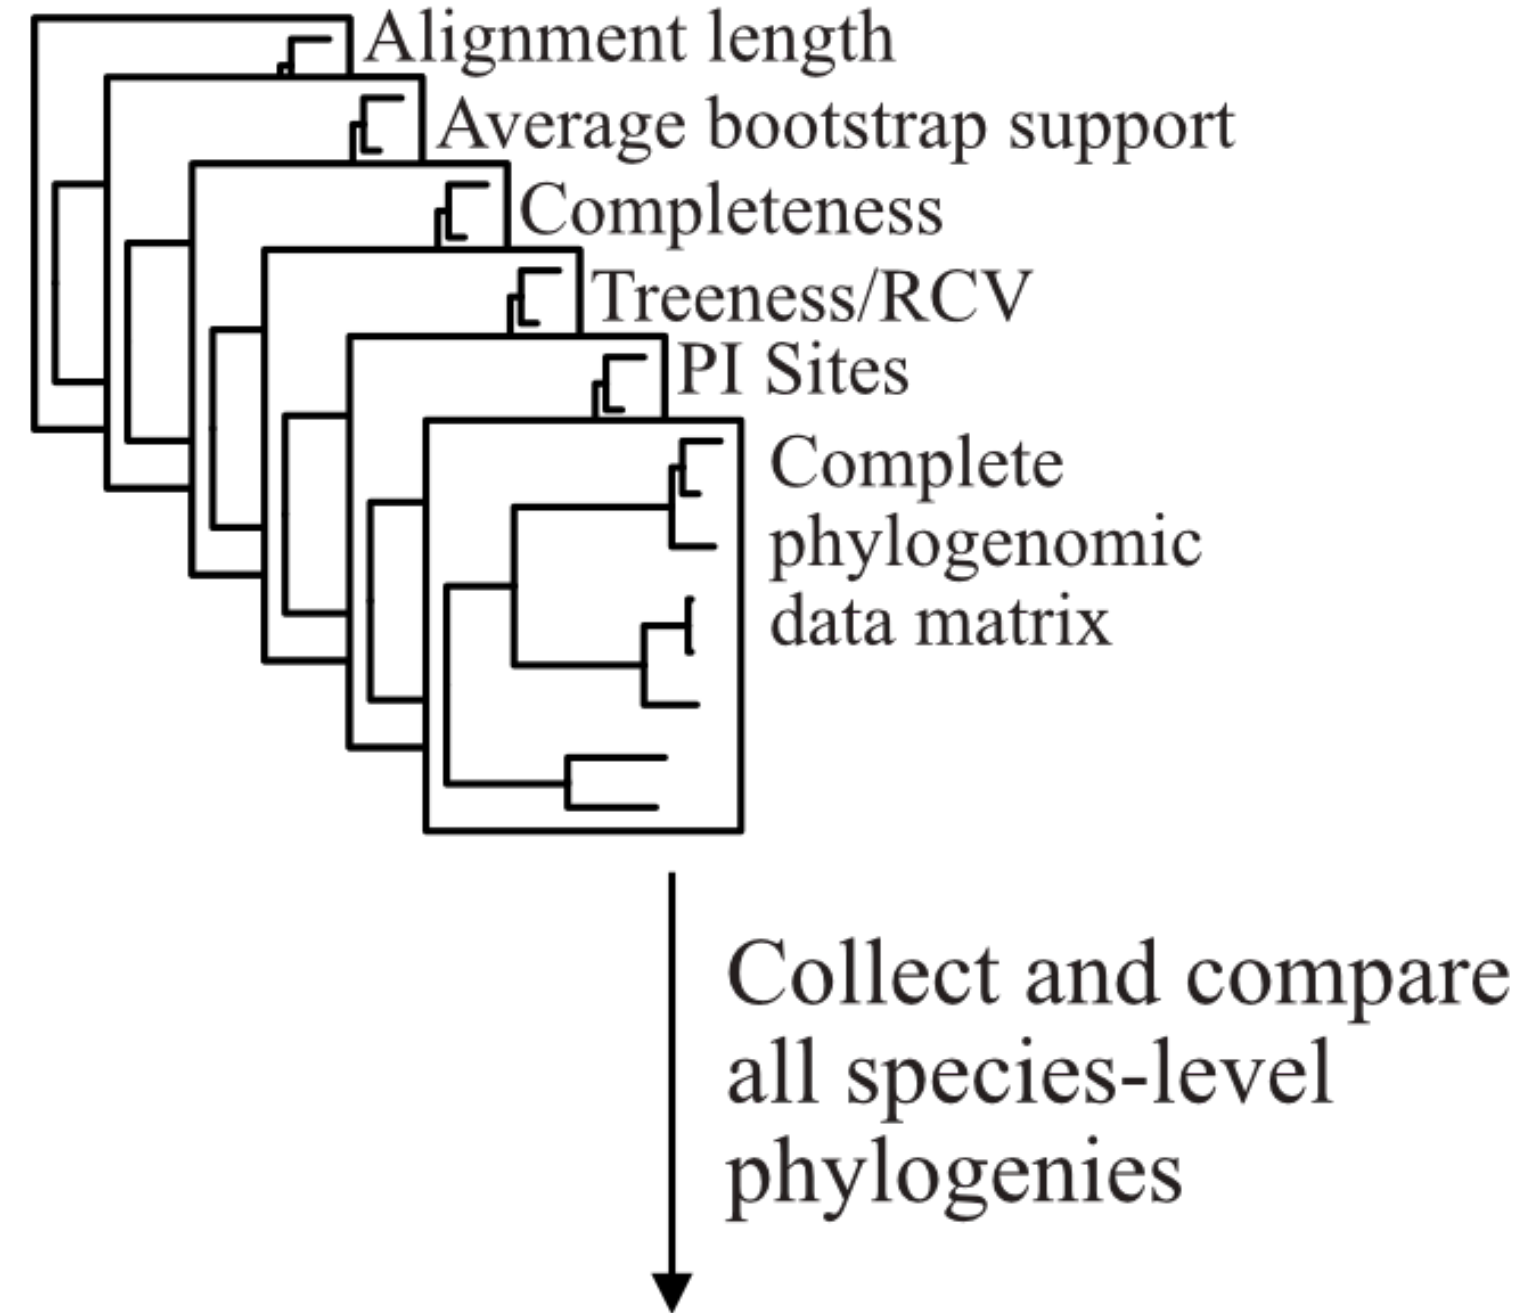 Alignment length
Average bootstrap support
Completeness
Treeness/RCV
PI Sites
Complete
phylogenomic
data matrix
Collect and compare
all species-level
phylogenies